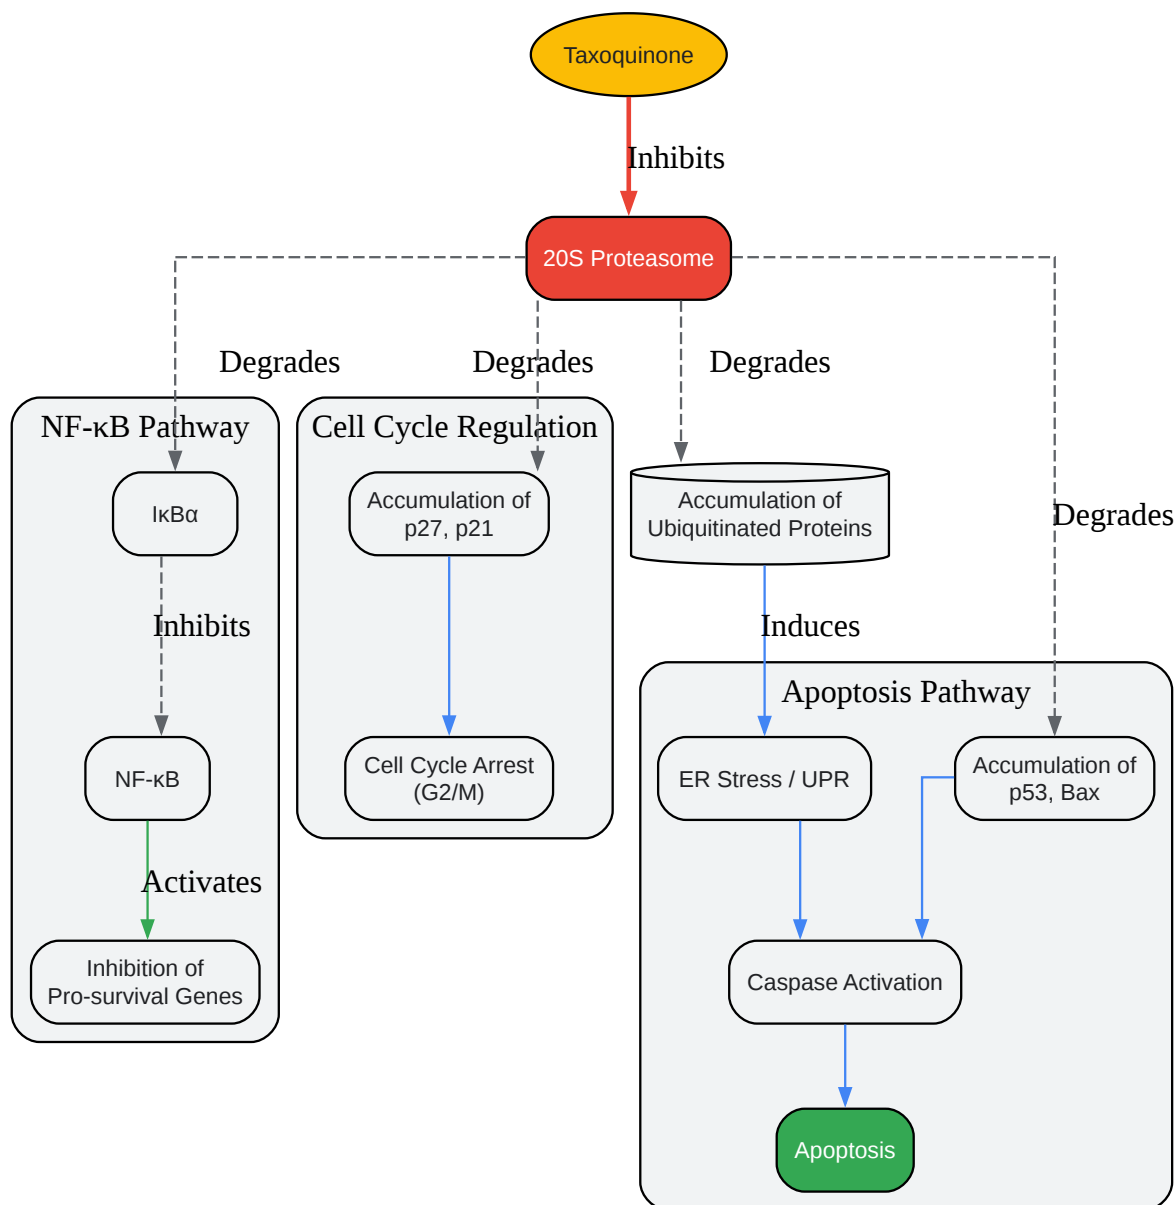 Taxoquinone
Inhibits
20S Proteasome
Degrades
Degrades
Degrades
NF-κB Pathway
Cell Cycle Regulation
IκBα
Accumulation of
p27, p21
Accumulation of
Ubiquitinated Proteins
Degrades
Inhibits
Induces
Apoptosis Pathway
NF-κB
Cell Cycle Arrest
(G2/M)
ER Stress / UPR
Accumulation of
p53, Bax
Activates
Inhibition of
Pro-survival Genes
Caspase Activation
Apoptosis